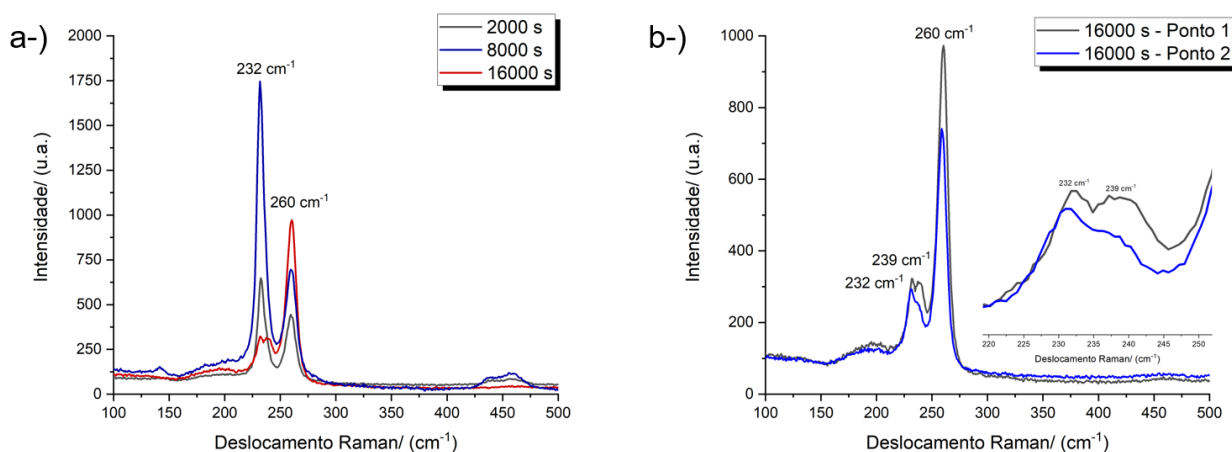 a-)
2000 s
8000 s
16000 s
232 cm⁻¹
260 cm⁻¹
2000
1750
1500
1250
1000
750
500
250
0
Intensidade/ (u.a.)
100 150 200 250 300 350 400 450 500
Deslocamento Raman/ (cm⁻¹)
b-)
16000 s - Ponto 1
16000 s - Ponto 2
260 cm⁻¹
239 cm⁻¹
232 cm⁻¹
1000
800
600
400
200
0
Intensidade/ (u.a.)
232 cm⁻¹ 239 cm⁻¹
220 225 230 235 240 245 250
Deslocamento Raman/ (cm⁻¹)
100 150 200 250 300 350 400 450 500
Deslocamento Raman/ (cm⁻¹)